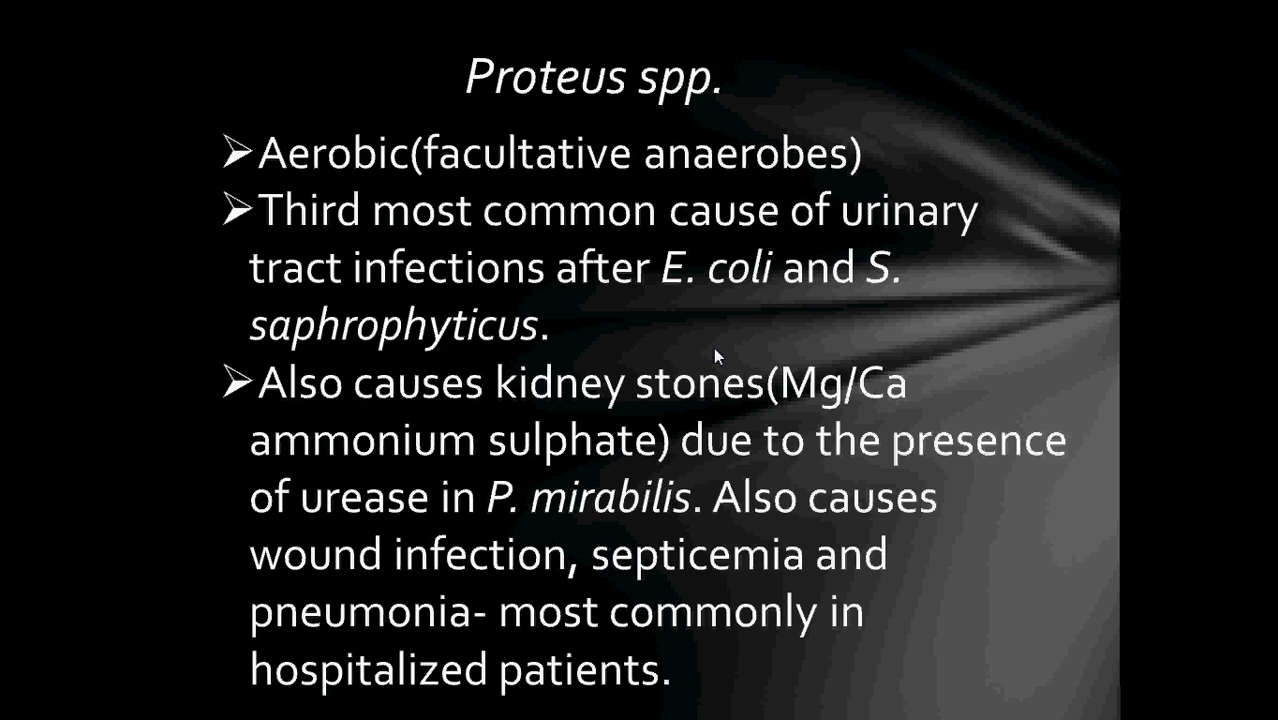 Proteus spp.
➢Aerobic(facultative anaerobes)
➢Third most common cause of urinary
tract infections after E. coli and S.
saphrophyticus.
➢Also causes kidney stones(Mg/Ca
ammonium sulphate) due to the presence
of urease in P. mirabilis. Also causes
wound infection, septicemia and
pneumonia- most commonly in
hospitalized patients.